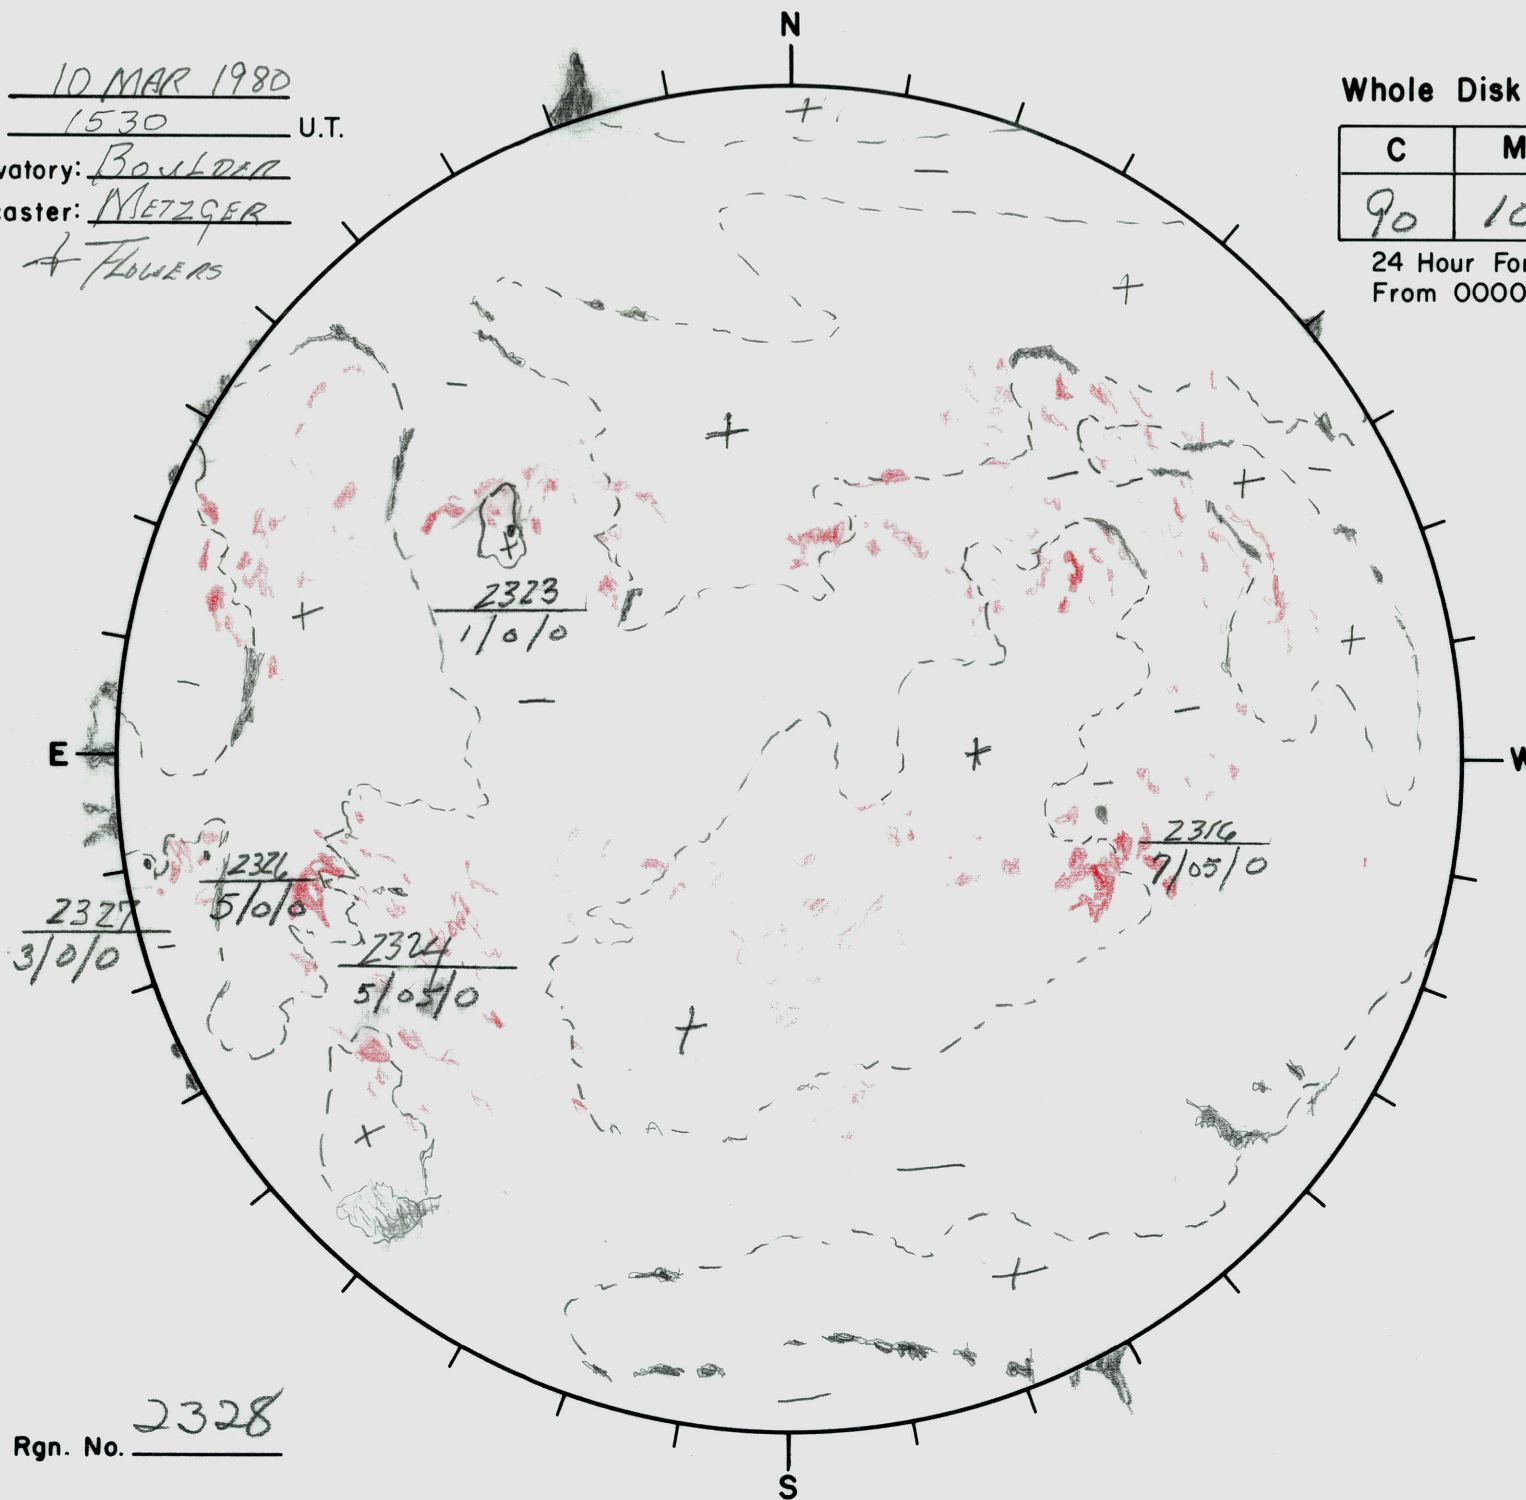 N
10 MAR 1980
1530 U.T.
vatory: BOULDER
caster: METZGER
+ FLOWERS
Whole Disk
C M
90 10
24 Hour For
From 0000
2323
1/0/0
E
W
2316
7/05/0
2326
5/0/0
2327
3/0/0
2324
5/05/0
Rgn. No. 2328
S